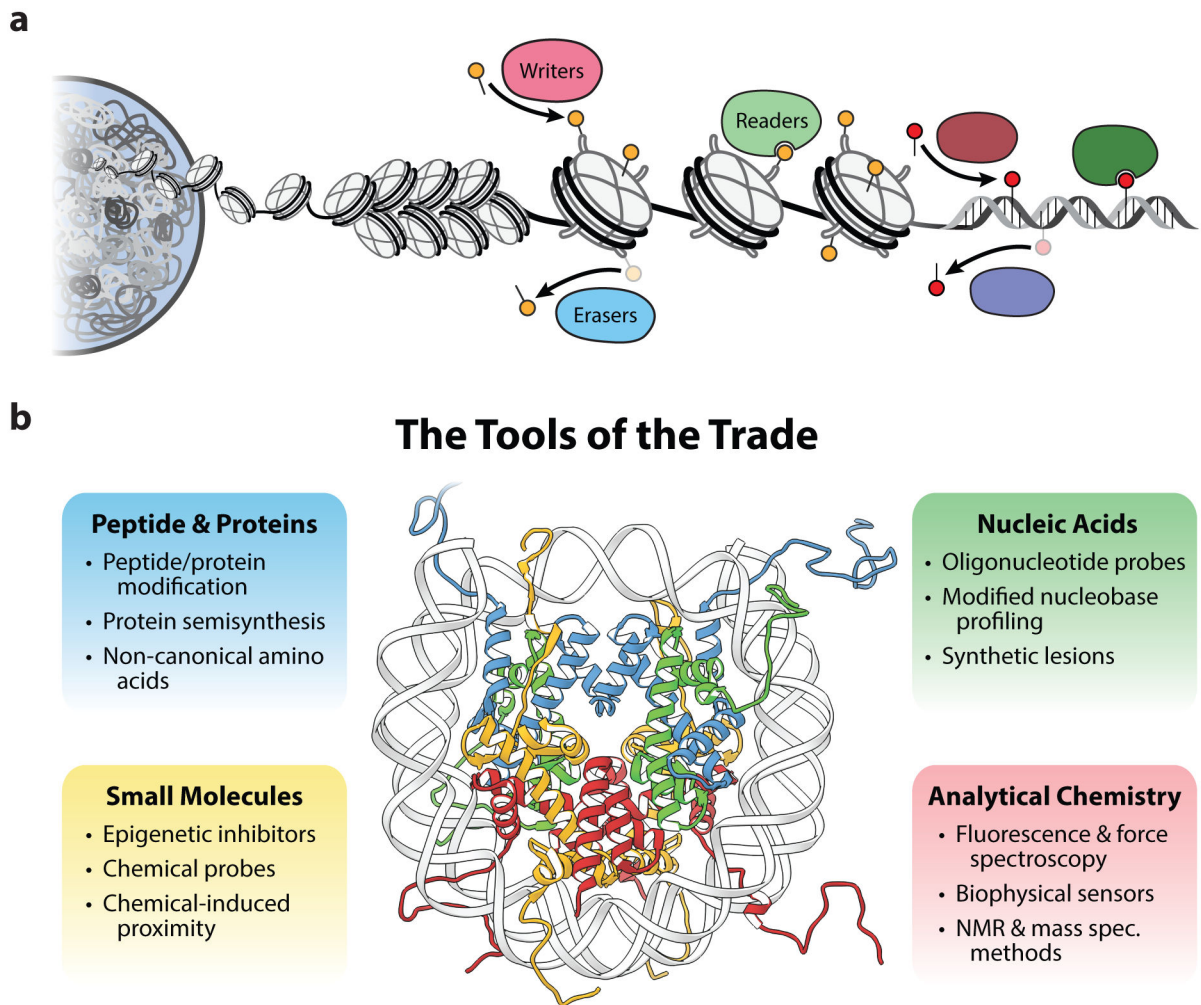 a
Writers
Readers
Erasers
b
The Tools of the Trade
Peptide & Proteins
• Peptide/protein
modification
• Protein semisynthesis
• Non-canonical amino
acids
Nucleic Acids
• Oligonucleotide probes
• Modified nucleobase
profiling
• Synthetic lesions
Small Molecules
• Epigenetic inhibitors
• Chemical probes
• Chemical-induced
proximity
Analytical Chemistry
• Fluorescence & force
spectroscopy
• Biophysical sensors
• NMR & mass spec.
methods